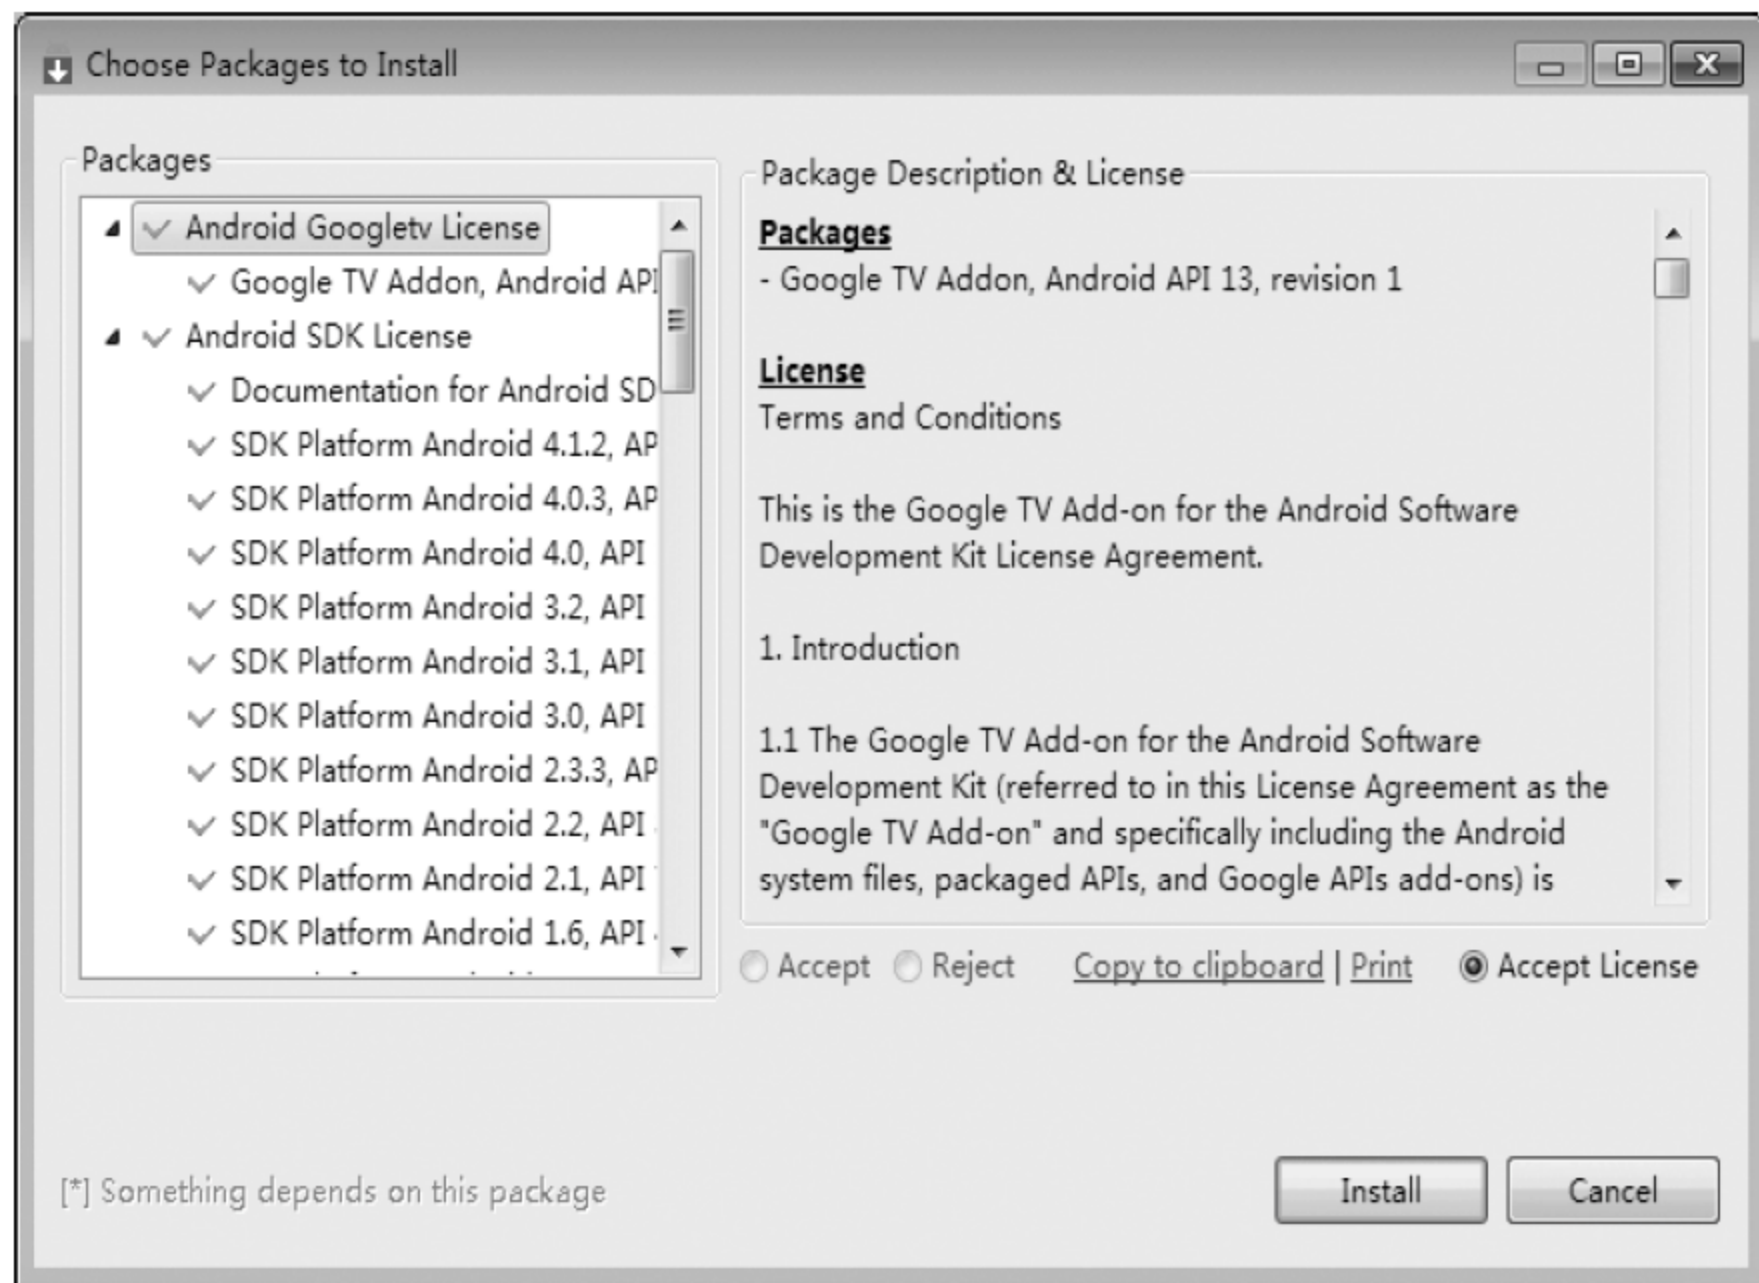 Choose Packages to Install
Packages
Android Googletv License
Google TV Addon, Android API
Android SDK License
Documentation for Android SD
SDK Platform Android 4.1.2, AP
SDK Platform Android 4.0.3, AP
SDK Platform Android 4.0, API
SDK Platform Android 3.2, API
SDK Platform Android 3.1, API
SDK Platform Android 3.0, API
SDK Platform Android 2.3.3, AP
SDK Platform Android 2.2, API
SDK Platform Android 2.1, API
SDK Platform Android 1.6, API
Package Description & License
Packages
- Google TV Addon, Android API 13, revision 1
License
Terms and Conditions
This is the Google TV Add-on for the Android Software
Development Kit License Agreement.
1. Introduction
1.1 The Google TV Add-on for the Android Software
Development Kit (referred to in this License Agreement as the
"Google TV Add-on" and specifically including the Android
system files, packaged APIs, and Google APIs add-ons) is
Accept Reject Copy to clipboard | Print Accept License
[*] Something depends on this package
Install Cancel